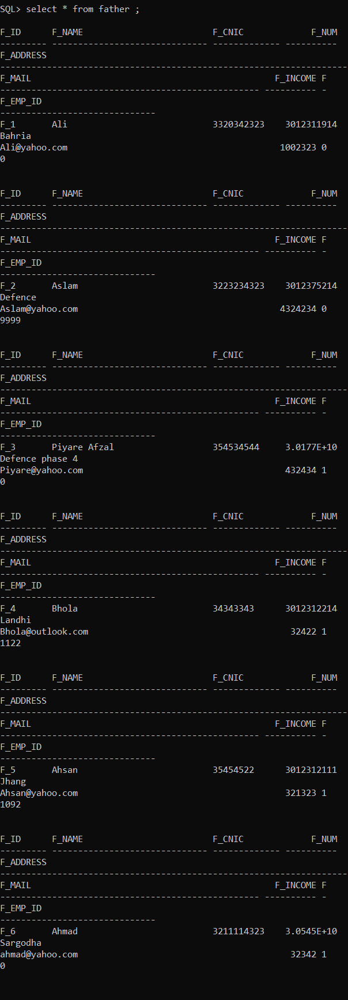 SQL> select * from father ;

F_ID      F_NAME                         F_CNIC             F_NUM
--------- ------------------------------ ------------- ----------
F_ADDRESS
----------------------------------------------------------------------
F_MAIL                                               F_INCOME F
-------------------------------------------------- ---------- -
F_EMP_ID
------------------------------
F_1       Ali                            3320342323    3012311914
Bahria
Ali@yahoo.com                                         1002323 0
0

F_ID      F_NAME                         F_CNIC             F_NUM
--------- ------------------------------ ------------- ----------
F_ADDRESS
----------------------------------------------------------------------
F_MAIL                                               F_INCOME F
-------------------------------------------------- ---------- -
F_EMP_ID
------------------------------
F_2       Aslam                          3223234323    3012375214
Defence
Aslam@yahoo.com                                       4324234 0
9999

F_ID      F_NAME                         F_CNIC             F_NUM
--------- ------------------------------ ------------- ----------
F_ADDRESS
----------------------------------------------------------------------
F_MAIL                                               F_INCOME F
-------------------------------------------------- ---------- -
F_EMP_ID
------------------------------
F_3       Piyare Afzal                   354534544     3.0177E+10
Defence phase 4
Piyare@yahoo.com                                       432434 1
0

F_ID      F_NAME                         F_CNIC             F_NUM
--------- ------------------------------ ------------- ----------
F_ADDRESS
----------------------------------------------------------------------
F_MAIL                                               F_INCOME F
-------------------------------------------------- ---------- -
F_EMP_ID
------------------------------
F_4       Bhola                          34343343      3012312214
Landhi
Bhola@outlook.com                                       32422 1
1122

F_ID      F_NAME                         F_CNIC             F_NUM
--------- ------------------------------ ------------- ----------
F_ADDRESS
----------------------------------------------------------------------
F_MAIL                                               F_INCOME F
-------------------------------------------------- ---------- -
F_EMP_ID
------------------------------
F_5       Ahsan                          35454522      3012312111
Jhang
Ahsan@yahoo.com                                        321323 1
1092

F_ID      F_NAME                         F_CNIC             F_NUM
--------- ------------------------------ ------------- ----------
F_ADDRESS
----------------------------------------------------------------------
F_MAIL                                               F_INCOME F
-------------------------------------------------- ---------- -
F_EMP_ID
------------------------------
F_6       Ahmad                          3211114323    3.0545E+10
Sargodha
ahmad@yahoo.com                                         32342 1
0